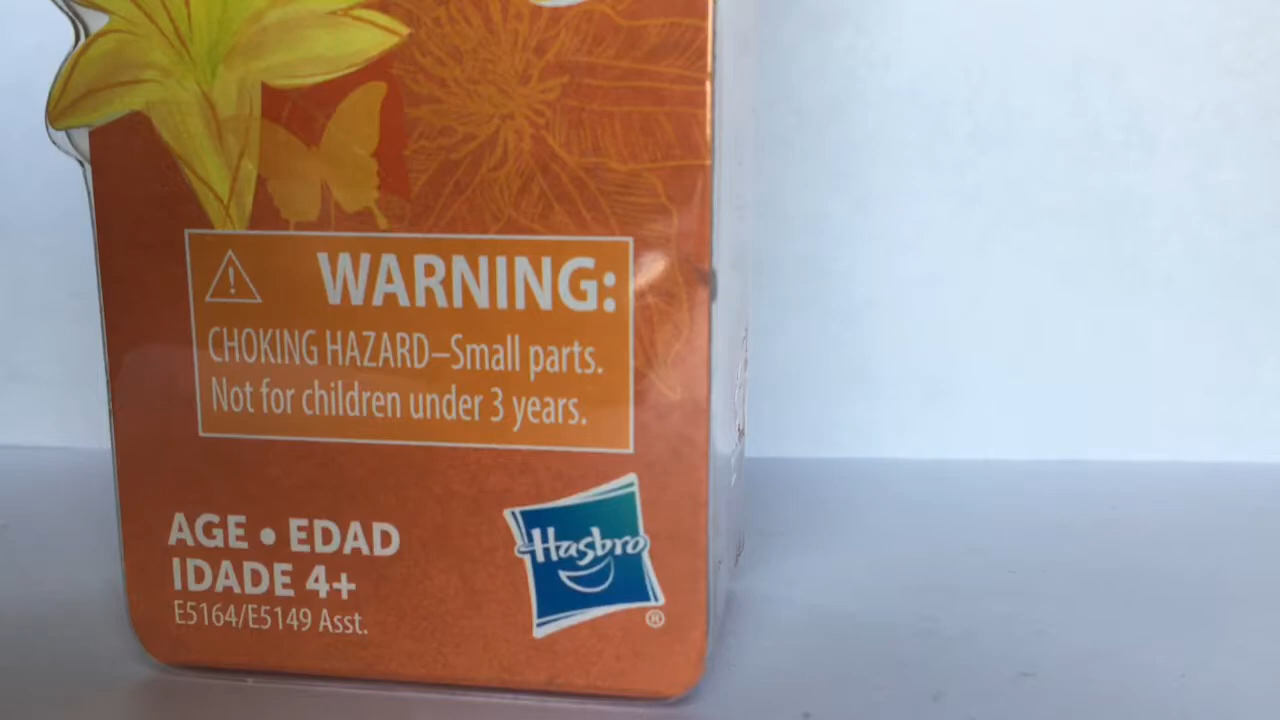 WARNING:
CHOKING HAZARD–Small parts.
Not for children under 3 years.
AGE • EDAD
IDADE 4+
E5164/E5149 Asst.
Hasbro
®